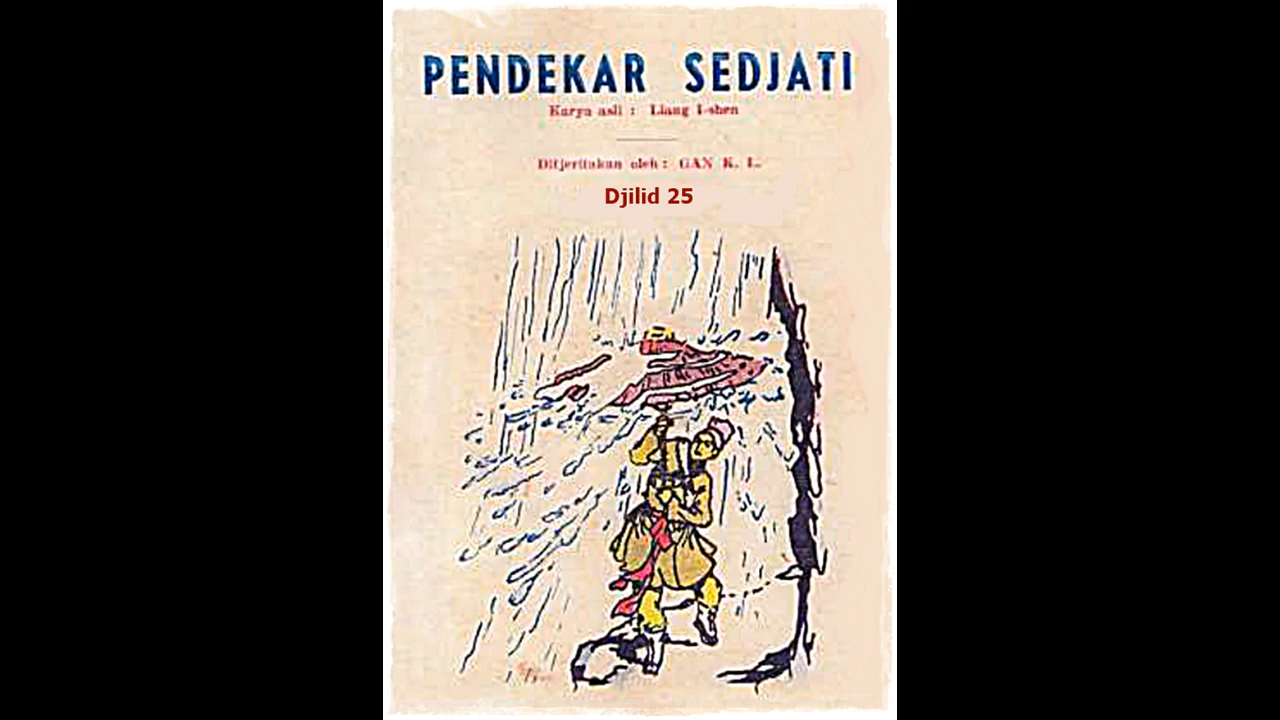 PENDEKAR SEDJATI
Karya asli : Liang I-shen
Ditjeritakan oleh : GAN K. L.
Djilid 25